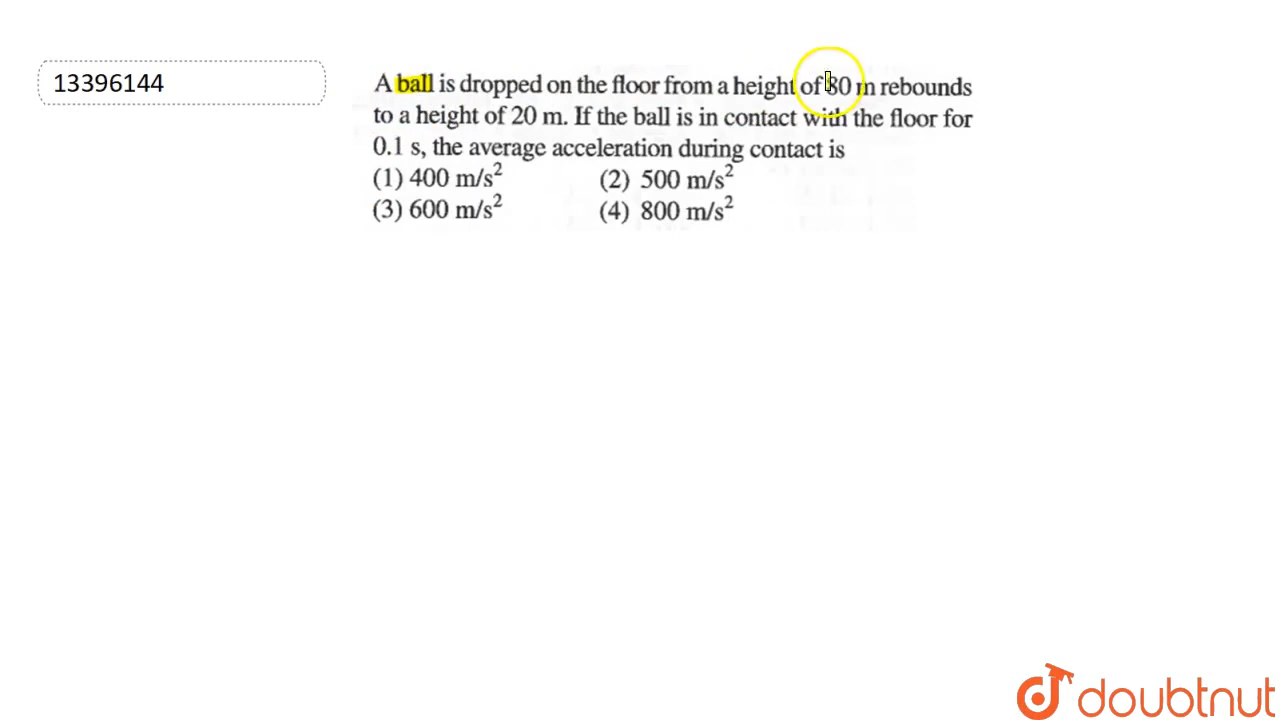 13396144
A ball is dropped on the floor from a height of 80 m rebounds
to a height of 20 m. If the ball is in contact with the floor for
0.1 s, the average acceleration during contact is
(1) 400 m/s² (2) 500 m/s²
(3) 600 m/s² (4) 800 m/s²
doubtnut